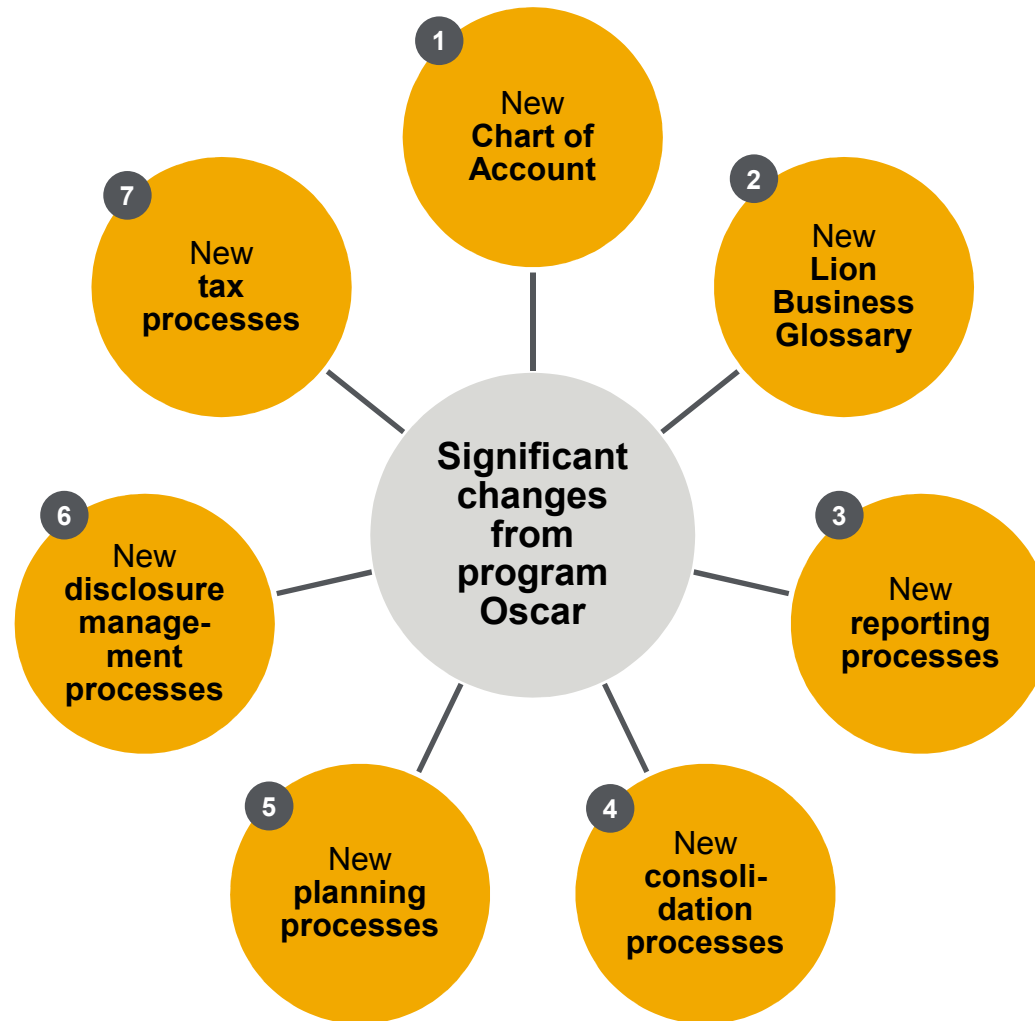 Significant
changes
from
program
Oscar
1
New
Chart of
Account
2
New
Lion
Business
Glossary
3
New
reporting
processes
4
New
consoli-
dation
processes
5
New
planning
processes
6
New
disclosure
manage-
ment
processes
7
New
tax
processes